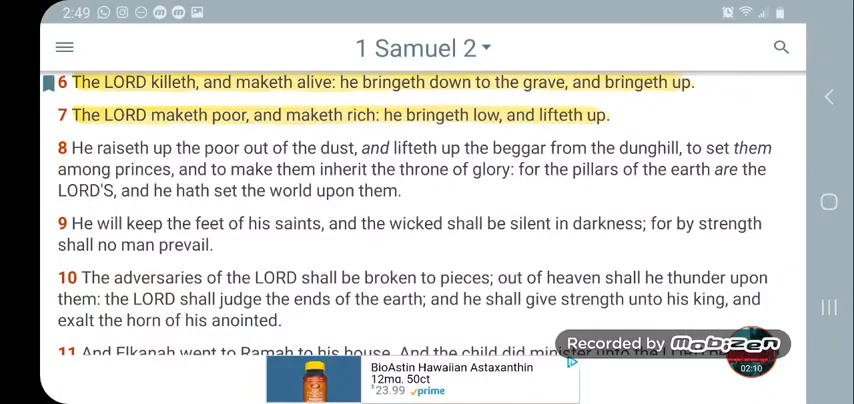 2:49
1 Samuel 2
6 The LORD killeth, and maketh alive: he bringeth down to the grave, and bringeth up.
7 The LORD maketh poor, and maketh rich: he bringeth low, and lifteth up.
8 He raiseth up the poor out of the dust, and lifteth up the beggar from the dunghill, to set them
among princes, and to make them inherit the throne of glory: for the pillars of the earth are the
LORD'S, and he hath set the world upon them.
9 He will keep the feet of his saints, and the wicked shall be silent in darkness; for by strength
shall no man prevail.
10 The adversaries of the LORD shall be broken to pieces; out of heaven shall he thunder upon
them: the LORD shall judge the ends of the earth; and he shall give strength unto his king, and
exalt the horn of his anointed.
Recorded by mobizen
11 And Elkanah went to Ramah to his house. And the child did minister unto the
02:10
BioAstin Hawaiian Astaxanthin
12mg, 50ct
$23.99 prime